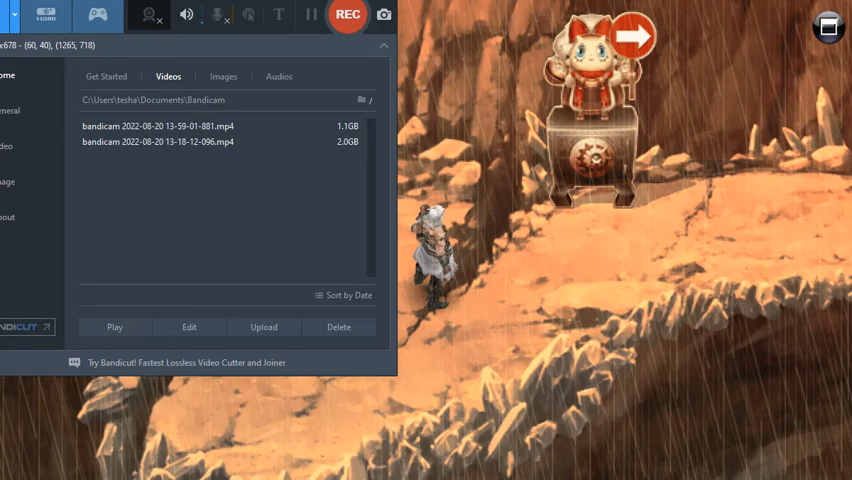 HDMI
REC
x678 - (60, 40), (1265, 718)
ome
Get Started
Videos
Images
Audios
C:\Users\tesha\Documents\Bandicam
/
eneral
bandicam 2022-08-20 13-59-01-881.mp4 1.1GB
bandicam 2022-08-20 13-18-12-096.mp4 2.0GB
deo
age
out
Sort by Date
NDICUT
Play
Edit
Upload
Delete
Try Bandicut! Fastest Lossless Video Cutter and Joiner